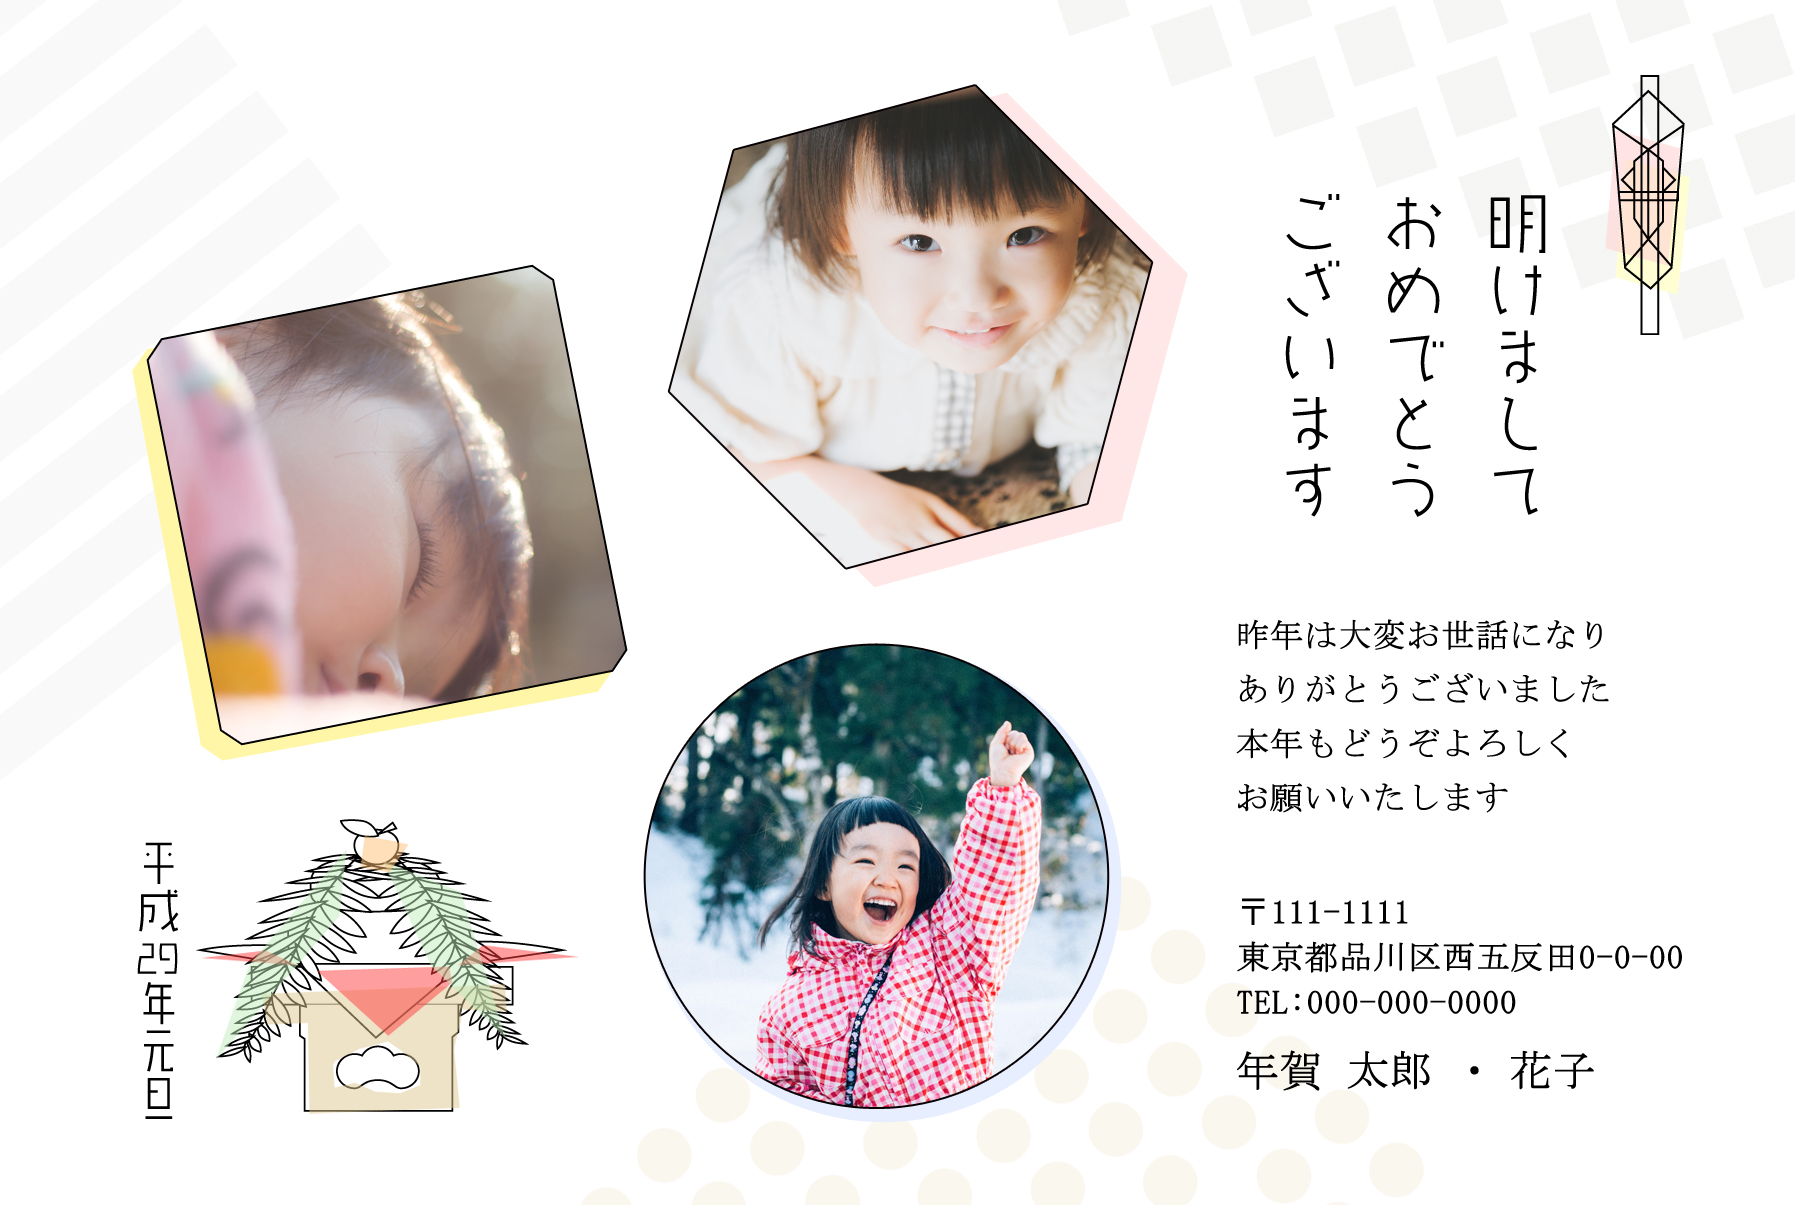 明けまして
おめでとう
ございます
昨年は大変お世話になり
ありがとうございました
本年もどうぞよろしく
お願いいたします
〒111-1111
東京都品川区西五反田0-0-00
TEL:000-000-0000
年賀 太郎 ・ 花子
平成29年元旦